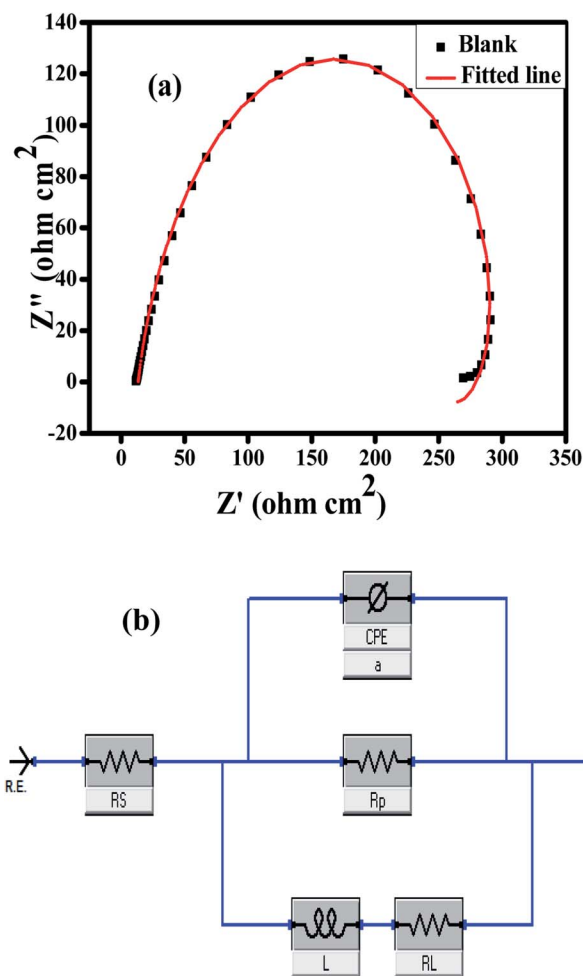 140
120
100
80
60
40
20
0
-20
Z'' (ohm cm²)
(a)
Blank
Fitted line
0 50 100 150 200 250 300 350
Z' (ohm cm²)
(b)
CPE
a
R.E.
RS
Rp
L
RL